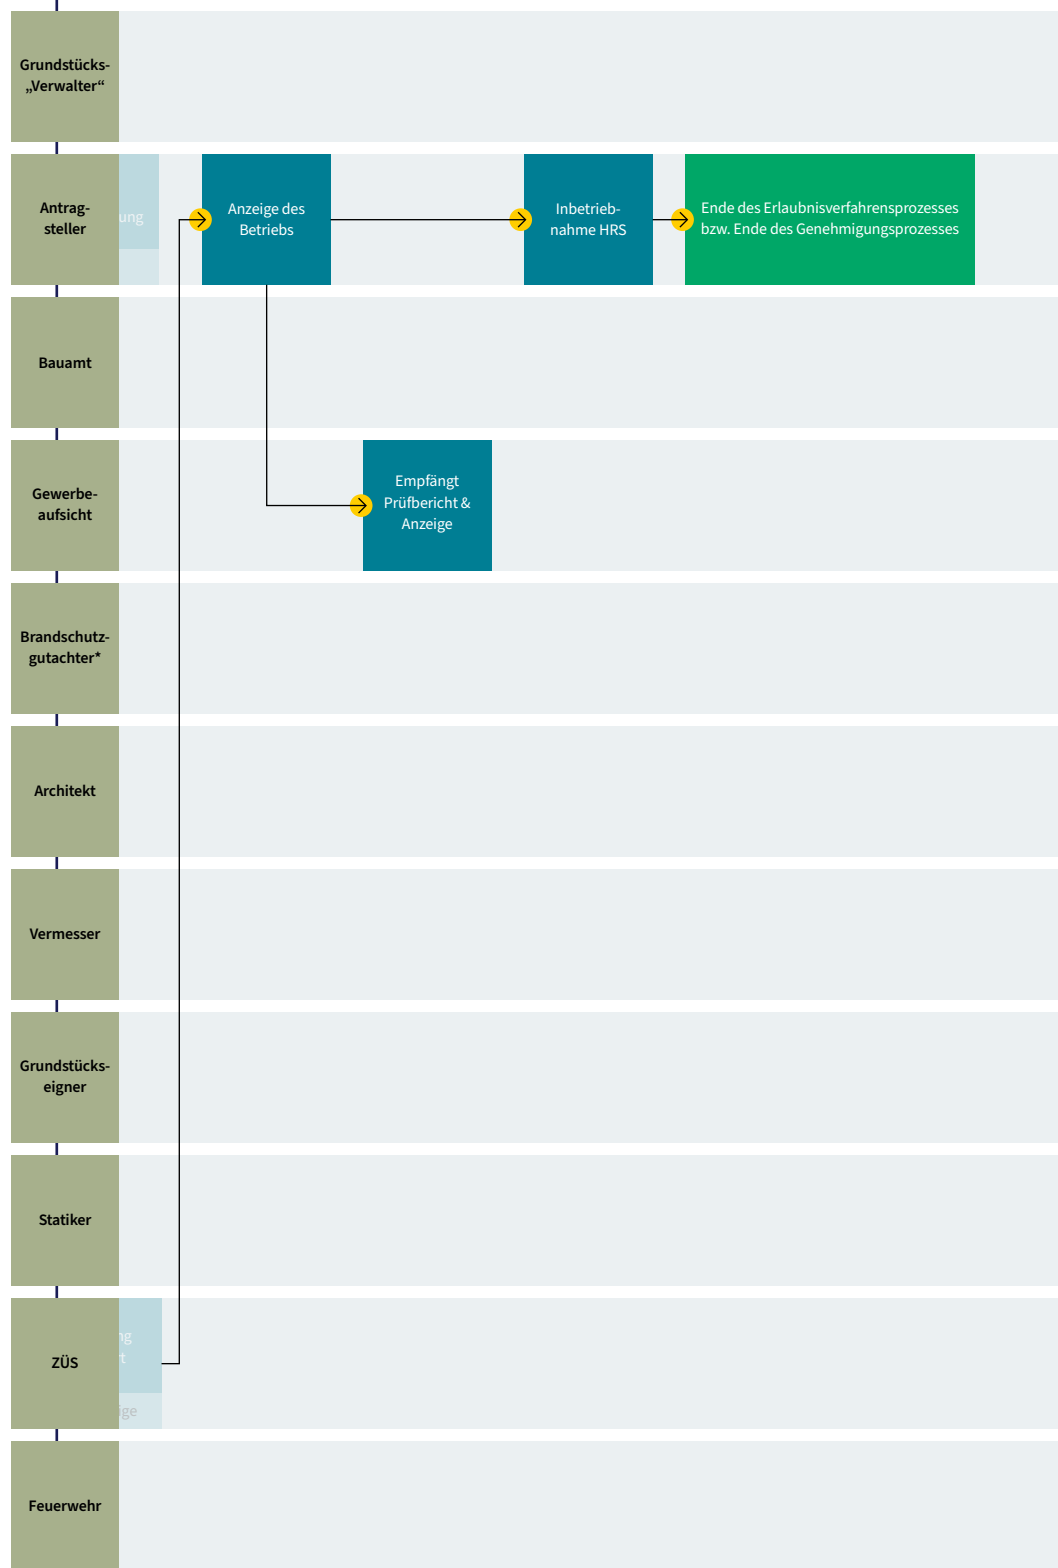 Grundstücks-
„Verwalter“
Antrag-
steller
Anzeige des
Betriebs
Inbetrieb-
nahme HRS
Ende des Erlaubnisverfahrensprozesses
bzw. Ende des Genehmigungsprozesses
Bauamt
Gewerbe-
aufsicht
Empfängt
Prüfbericht &
Anzeige
Brandschutz-
gutachter*
Architekt
Vermesser
Grundstücks-
eigner
Statiker
ZÜS
Feuerwehr